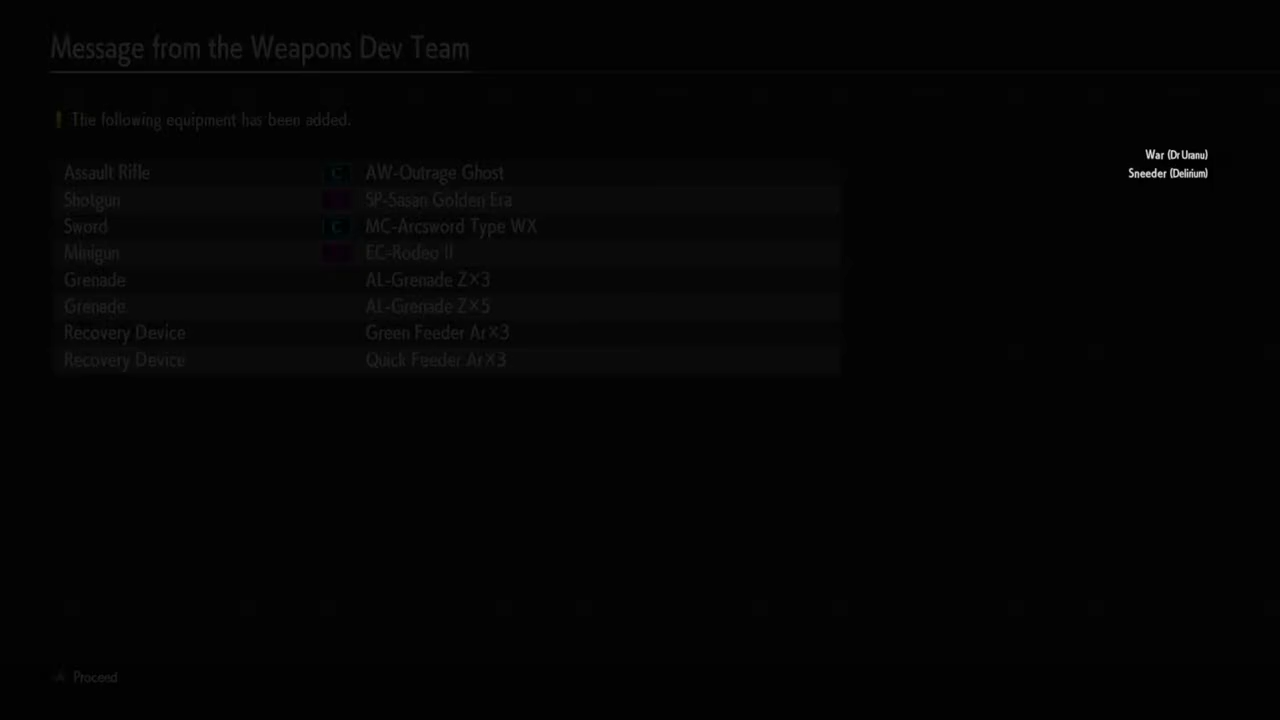 Message from the Weapons Dev Team
The following equipment has been added.
War (Dr Uranu)
Sneeder (Delirium)
Assault Rifle C AW-Outrage Ghost
Shotgun SP-Sasan Golden Era
Sword C MC-Arcsword Type WX
Minigun EC-Rodeo II
Grenade AL-Grenade Z×3
Grenade AL-Grenade Z×5
Recovery Device Green Feeder Ar×3
Recovery Device Quick Feeder Ar×3
Proceed